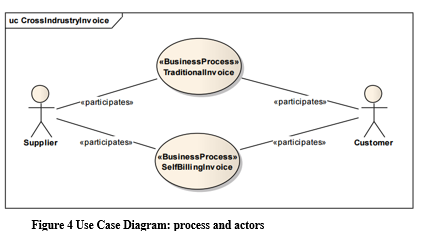 uc CrossIndrustryInvoice
«BusinessProcess»
TraditionalInvoice
«participates»
«participates»
Supplier
Customer
«participates»
«participates»
«BusinessProcess»
SelfBillingInvoice
Figure 4 Use Case Diagram: process and actors